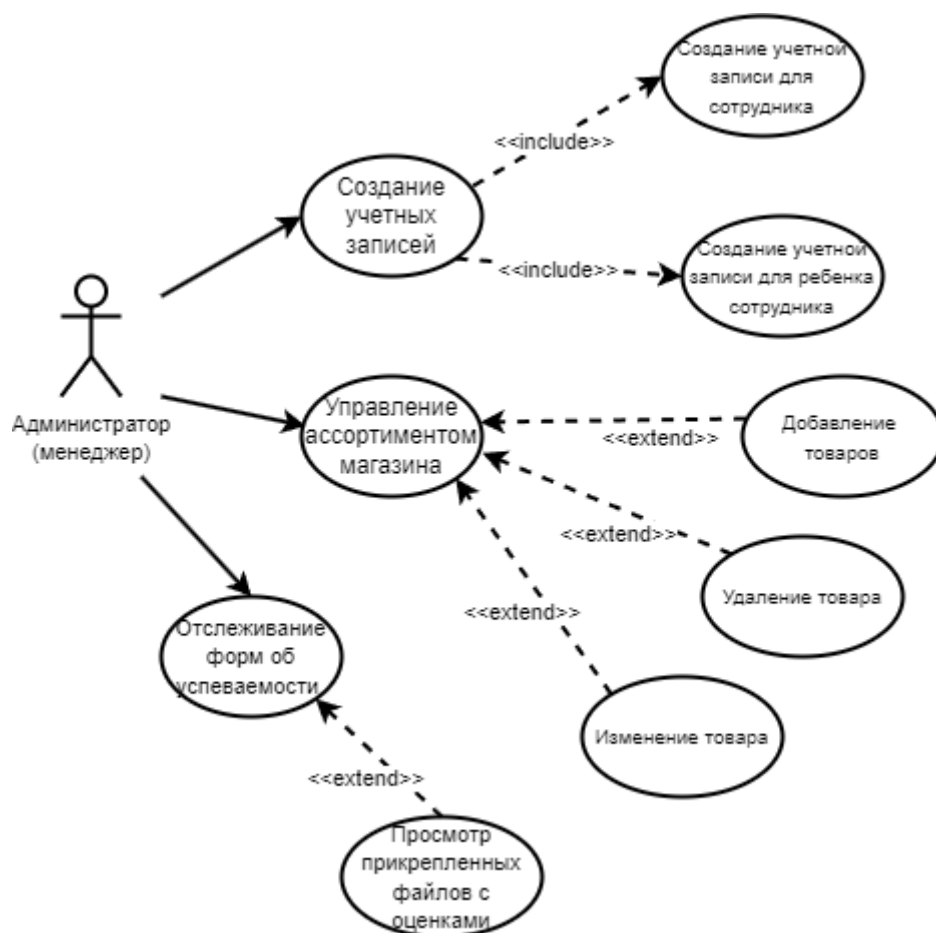 Создание учетной
записи для
сотрудника
<<include>>
Создание
учетных
записей
Создание учетной
записи для ребенка
сотрудника
<<include>>
Администратор
(менеджер)
Управление
ассортиментом
магазина
Добавление
товаров
<<extend>>
<<extend>>
Удаление товара
<<extend>>
Отслеживание
форм об
успеваемости
Изменение товара
<<extend>>
Просмотр
прикрепленных
файлов с
оценками